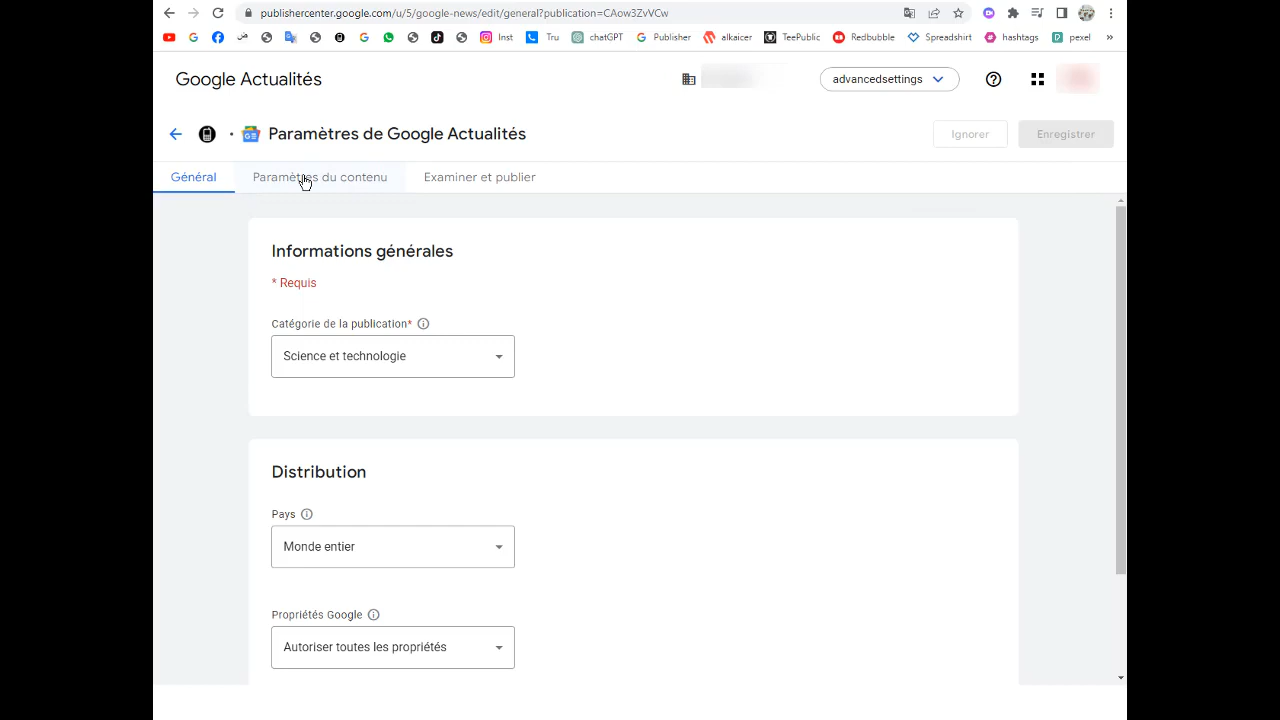 publishercenter.google.com/u/5/google-news/edit/general?publication=CAow3ZvVCw
Inst Tru chatGPT Publisher alkaicer TeePublic Redbubble Spreadshirt hashtags pexel »
Google Actualités
advancedsettings
Paramètres de Google Actualités
Ignorer Enregistrer
Général Paramètres du contenu Examiner et publier
Informations générales
* Requis
Catégorie de la publication*
Science et technologie
Distribution
Pays
Monde entier
Propriétés Google
Autoriser toutes les propriétés